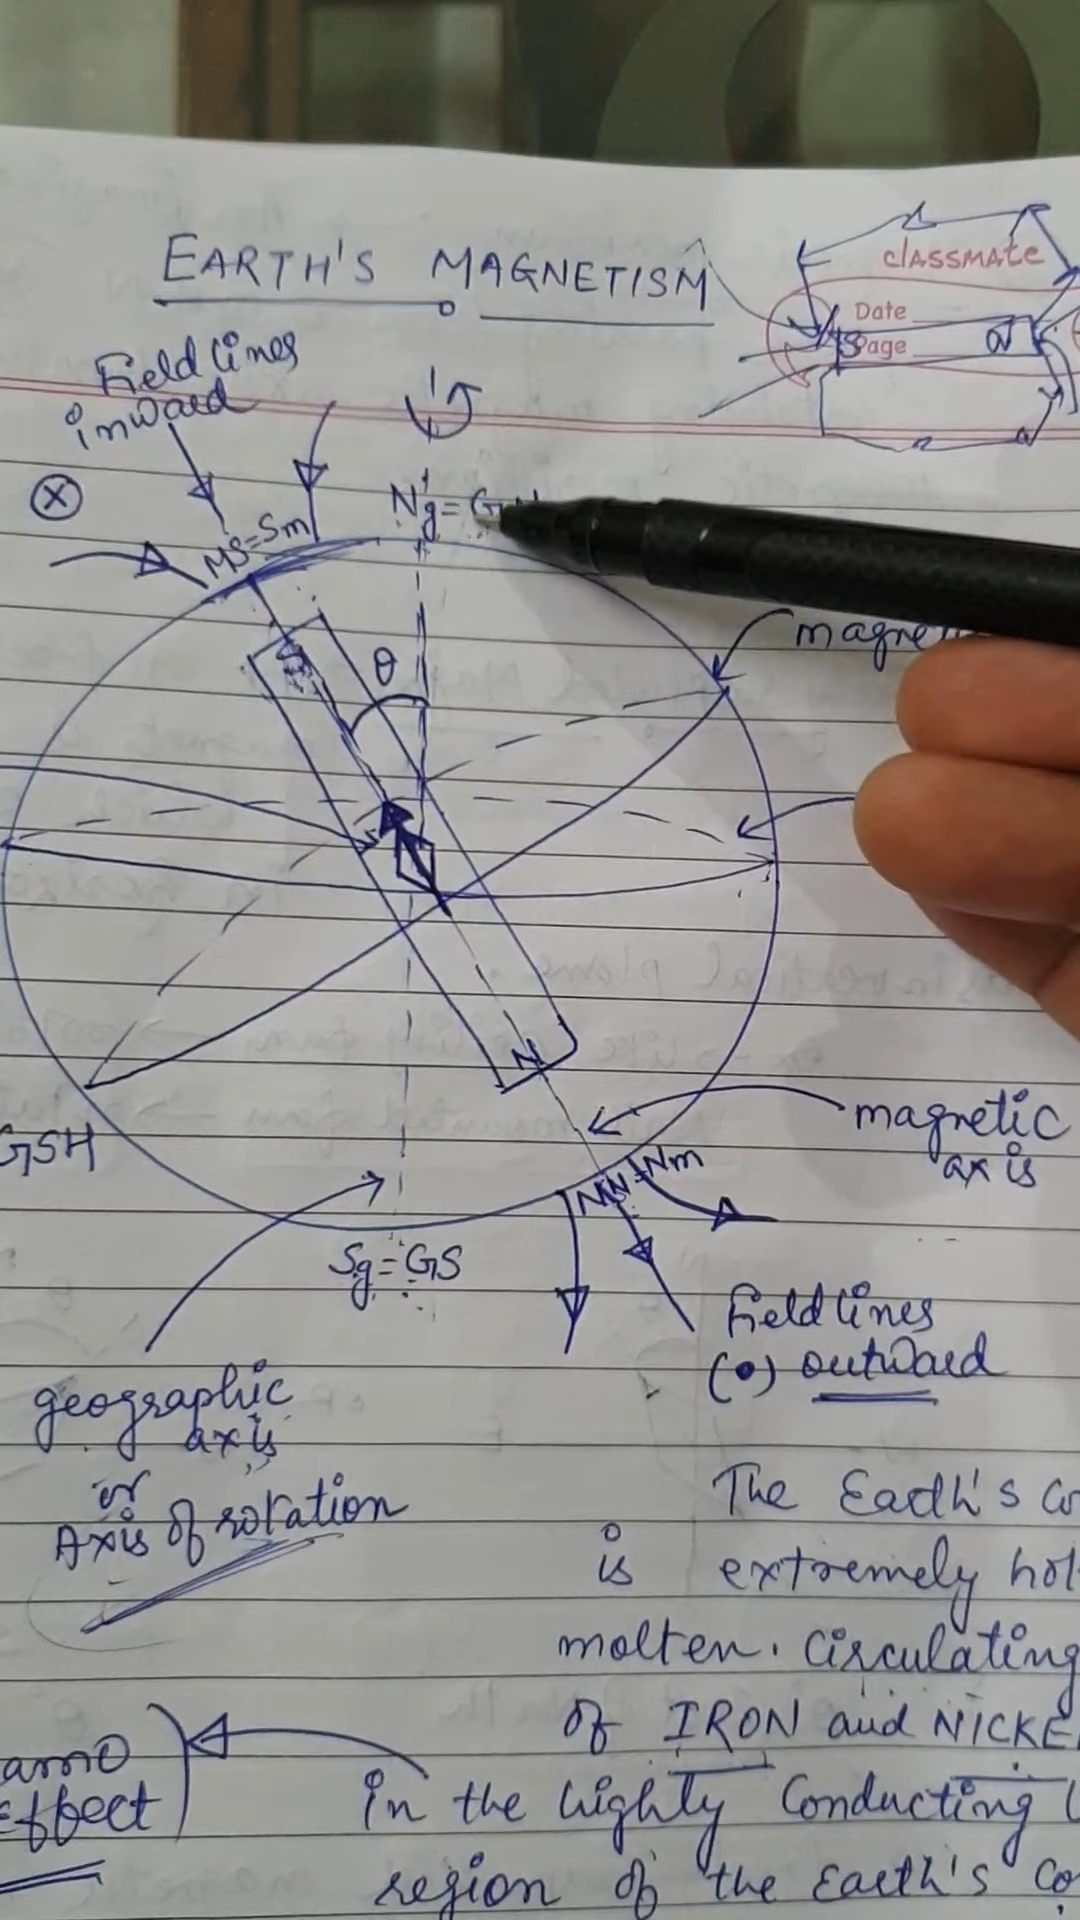 EARTH'S MAGNETISM
classmate
Date
Page
S
Field lines
inward
Ng = G
MS = Sm
θ
N
magnetic
axis
GSH
MN = Nm
Sg = GS
Field lines
(•) outward
geographic
axis
or
Axis of rotation
The Earth's
is extremely
molten. Circulating
of IRON and NICKE
in the highly Conducting
region of the Earth's
effect